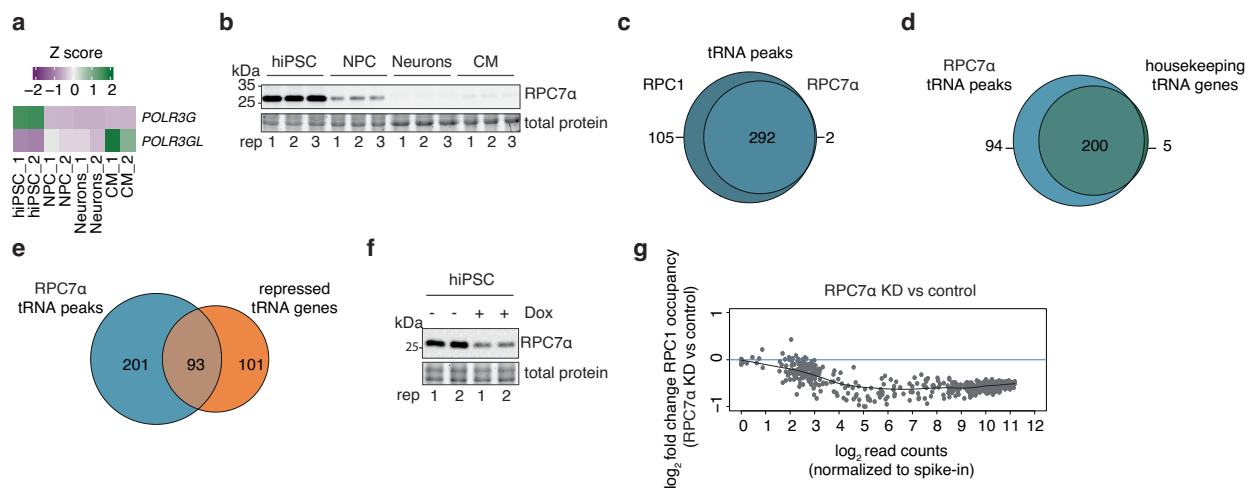 a
Z score
−2 −1 0 1 2
POLR3G
POLR3GL
hiPSC_1
hiPSC_2
NPC_1
NPC_2
Neurons_1
Neurons_2
CM_1
CM_2
b
hiPSC NPC Neurons CM
kDa
35
25
RPC7α
total protein
rep 1 2 3 1 2 3 1 2 3 1 2 3
c
tRNA peaks
RPC1 RPC7α
105 292 2
d
RPC7α
tRNA peaks
housekeeping
tRNA genes
94 200 5
e
RPC7α
tRNA peaks
repressed
tRNA genes
201 93 101
f
hiPSC
- - + + Dox
kDa
25
RPC7α
total protein
rep 1 2 1 2
g
RPC7α KD vs control
log2 fold change RPC1 occupancy
(RPC7α KD vs control)
1
0
−1
0 1 2 3 4 5 6 7 8 9 10 11 12
log2 read counts
(normalized to spike-in)